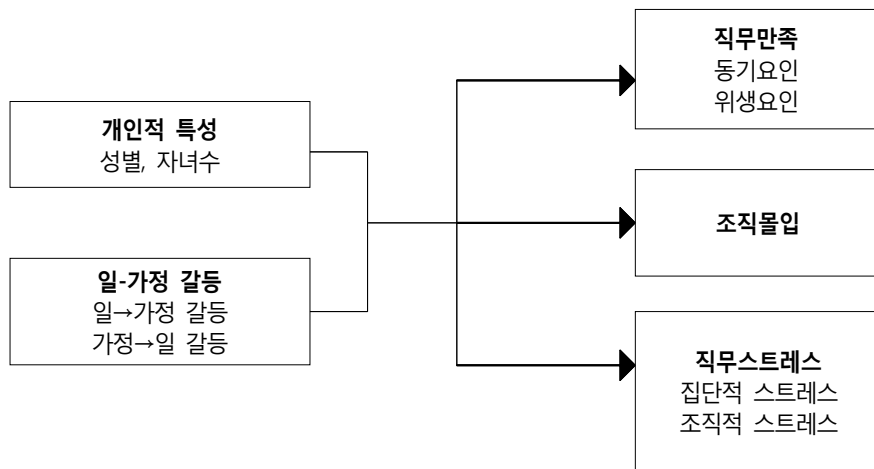 개인적 특성
성별, 자녀수
일-가정 갈등
일→가정 갈등
가정→일 갈등
직무만족
동기요인
위생요인
조직몰입
직무스트레스
집단적 스트레스
조직적 스트레스